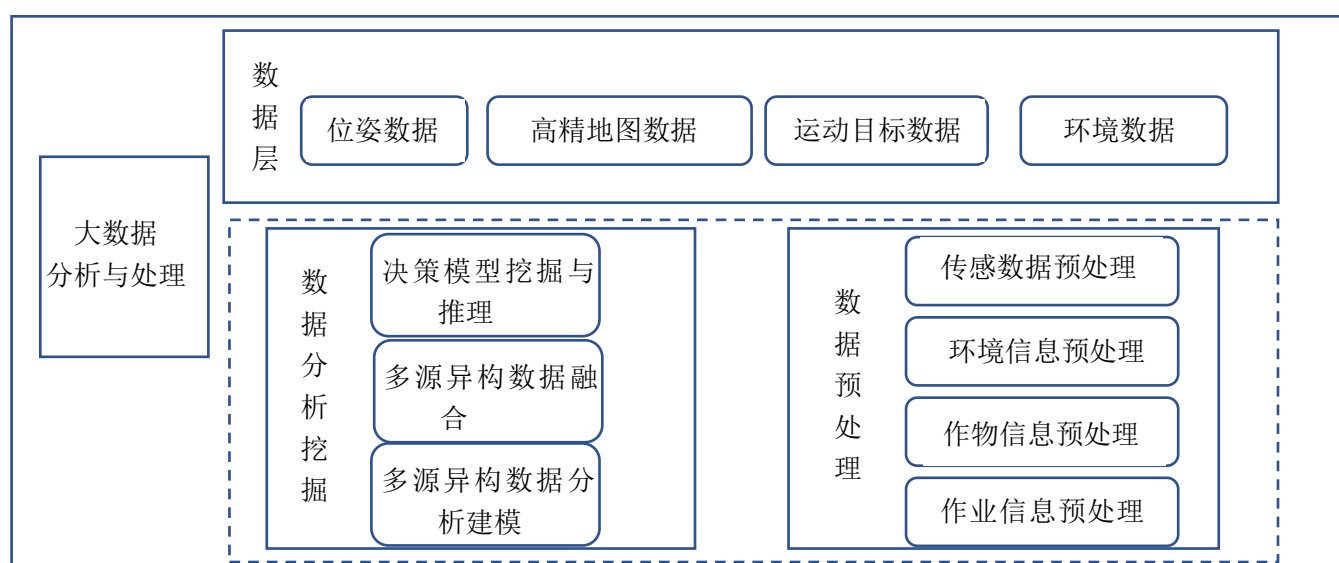 大数据
分析与处理
数据层
位姿数据
高精地图数据
运动目标数据
环境数据
数据分析挖掘
决策模型挖掘与
推理
多源异构数据融
合
多源异构数据分
析建模
数据预处理
传感数据预处理
环境信息预处理
作物信息预处理
作业信息预处理